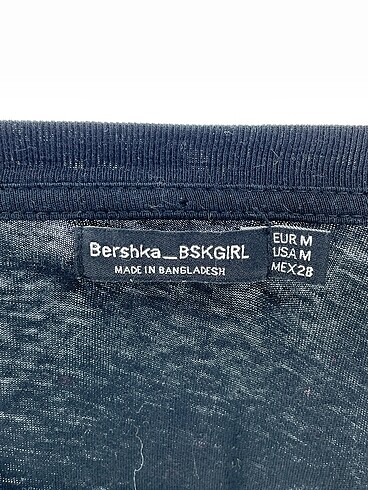 Bershka_BSKGIRL
MADE IN BANGLADESH
EUR M
USA M
MEX 28